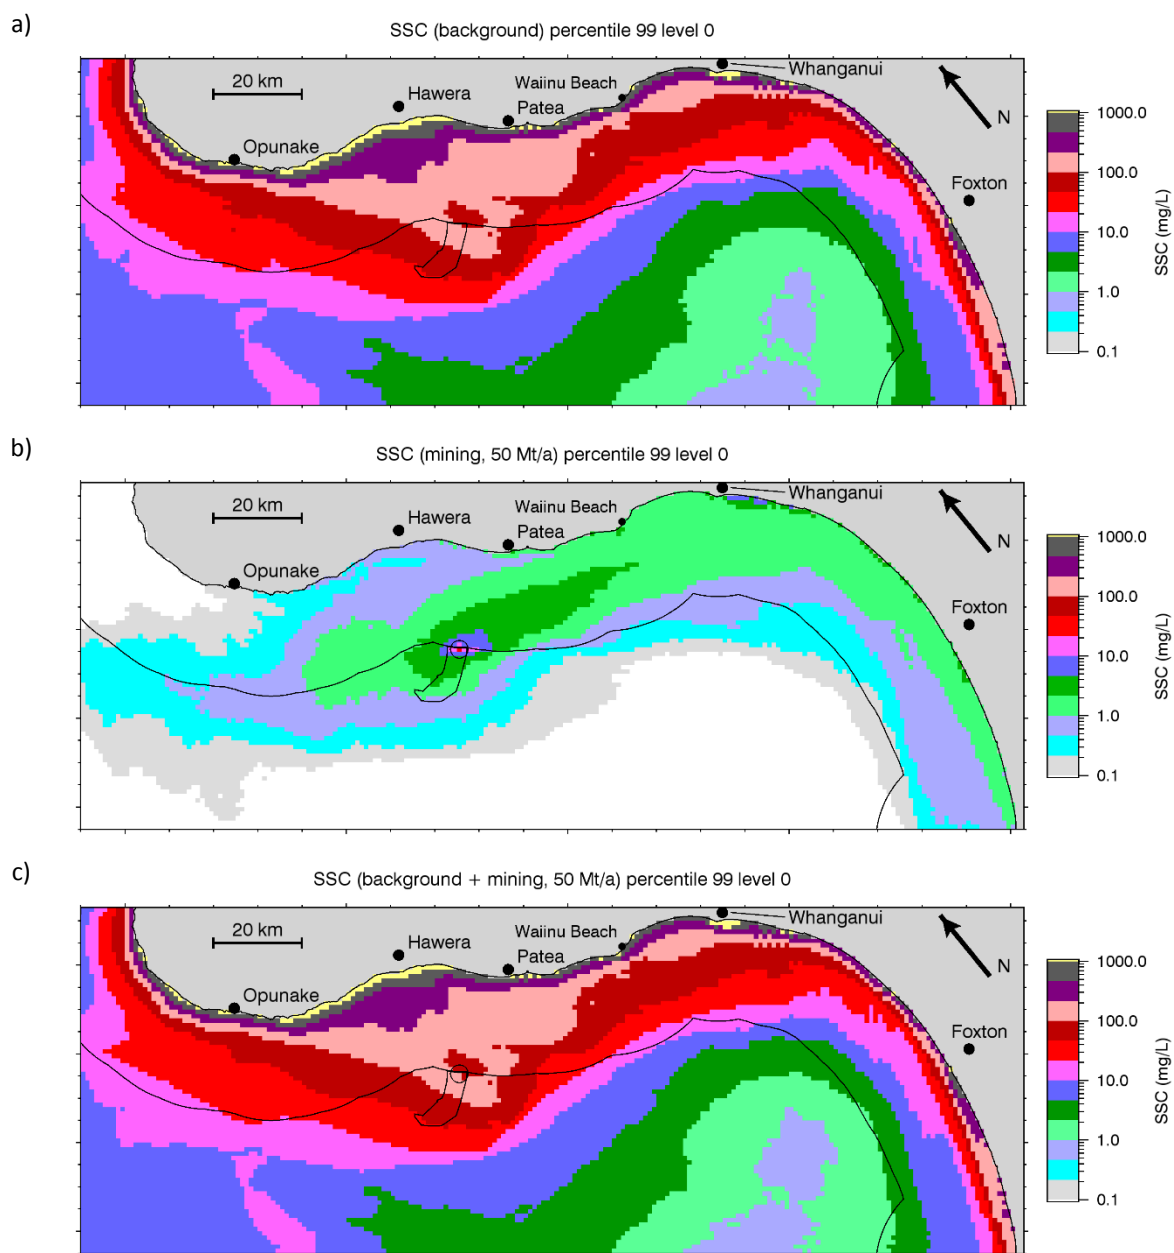 a)
SSC (background) percentile 99 level 0
20 km
Opunake
Hawera
Waiinu Beach
Patea
Whanganui
N
Foxton
1000.0
100.0
10.0
1.0
0.1
SSC (mg/L)
b)
SSC (mining, 50 Mt/a) percentile 99 level 0
20 km
Opunake
Hawera
Waiinu Beach
Patea
Whanganui
N
Foxton
1000.0
100.0
10.0
1.0
0.1
SSC (mg/L)
c)
SSC (background + mining, 50 Mt/a) percentile 99 level 0
20 km
Opunake
Hawera
Waiinu Beach
Patea
Whanganui
N
Foxton
1000.0
100.0
10.0
1.0
0.1
SSC (mg/L)